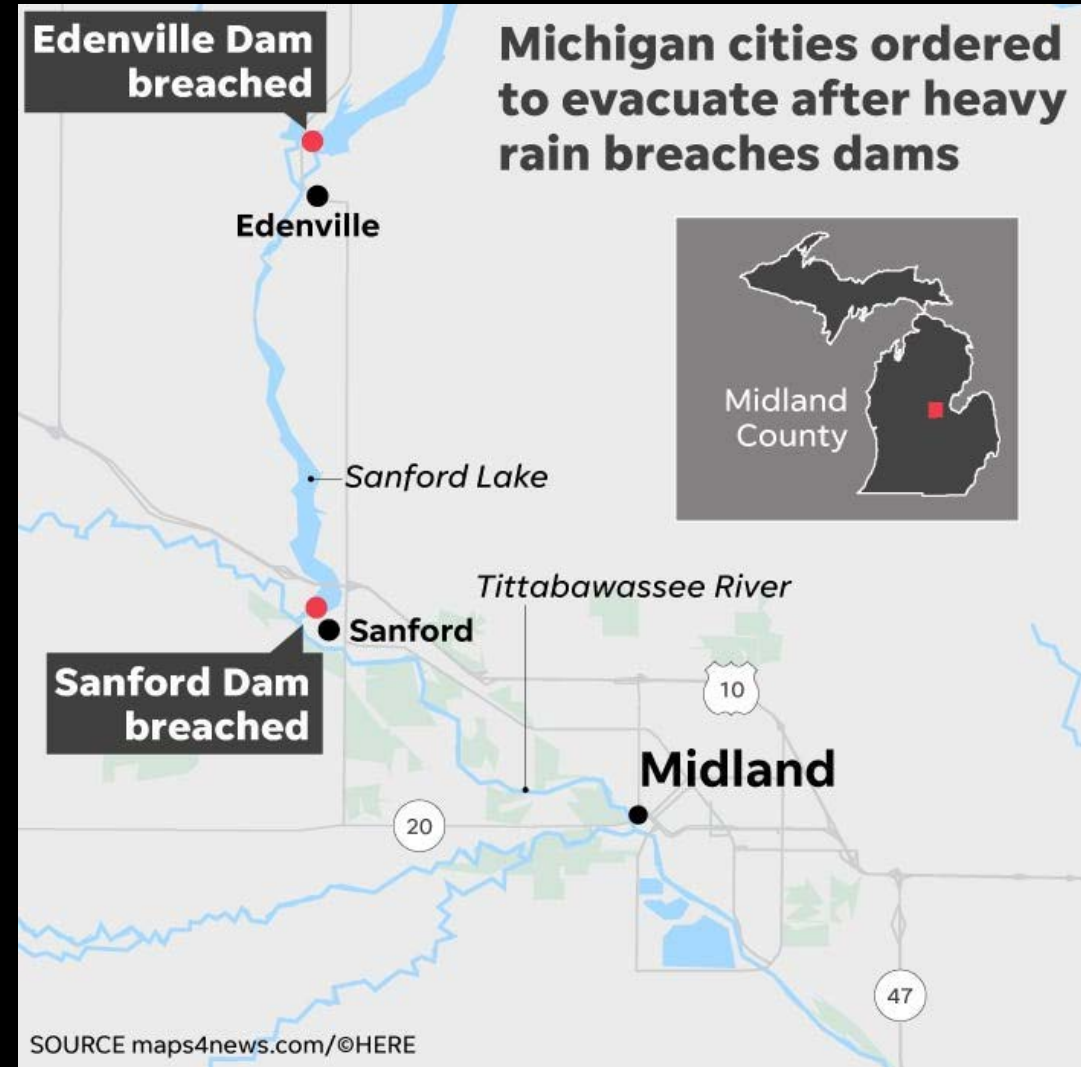 Edenville Dam
breached
Michigan cities ordered
to evacuate after heavy
rain breaches dams
Edenville
Midland
County
Sanford Lake
Tittabawassee River
Sanford
Sanford Dam
breached
10
Midland
20
47
SOURCE maps4news.com/©HERE